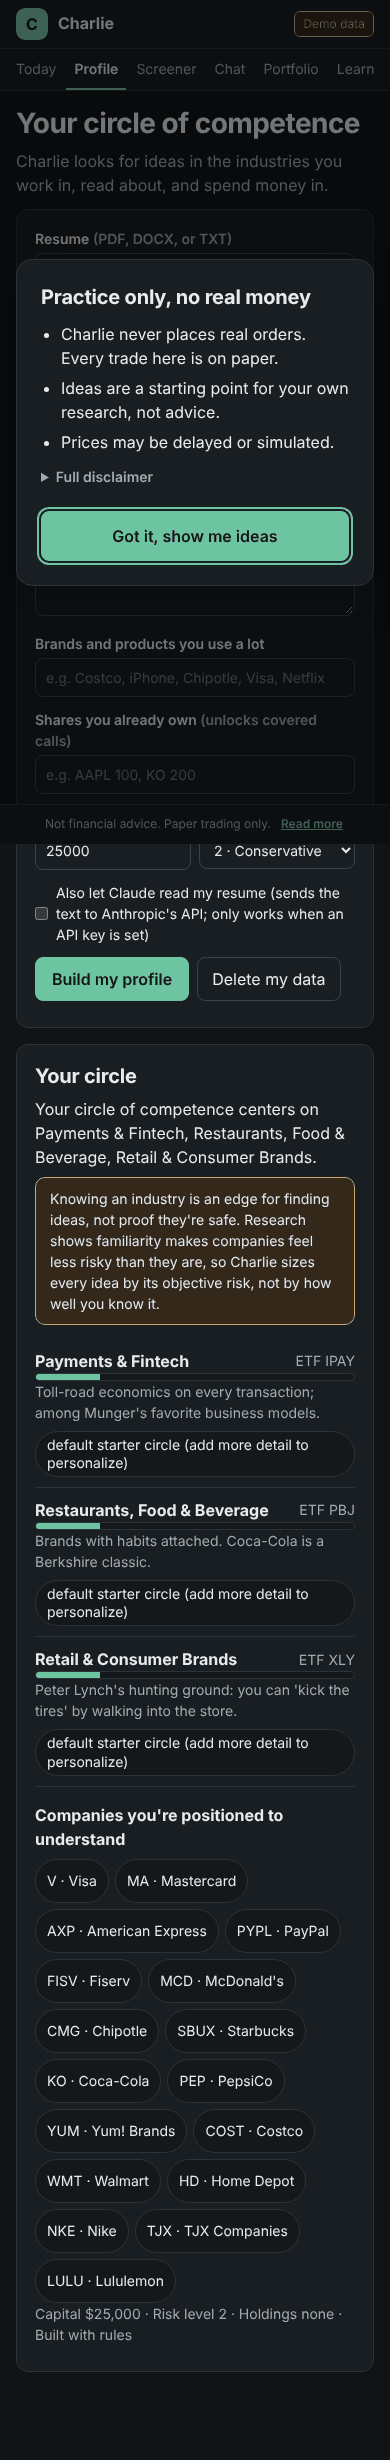 C Charlie Demo data
Today Profile Screener Chat Portfolio Learn
Your circle of competence
Charlie looks for ideas in the industries you
work in, read about, and spend money in.
Resume (PDF, DOCX, or TXT)
Practice only, no real money
• Charlie never places real orders.
Every trade here is on paper.
• Ideas are a starting point for your own
research, not advice.
• Prices may be delayed or simulated.
▶ Full disclaimer
Got it, show me ideas
Brands and products you use a lot
e.g. Costco, iPhone, Chipotle, Visa, Netflix
Shares you already own (unlocks covered
calls)
e.g. AAPL 100, KO 200
Not financial advice. Paper trading only. Read more
25000 2 · Conservative
Also let Claude read my resume (sends the
text to Anthropic's API; only works when an
API key is set)
Build my profile Delete my data
Your circle
Your circle of competence centers on
Payments & Fintech, Restaurants, Food &
Beverage, Retail & Consumer Brands.
Knowing an industry is an edge for finding
ideas, not proof they're safe. Research
shows familiarity makes companies feel
less risky than they are, so Charlie sizes
every idea by its objective risk, not by how
well you know it.
Payments & Fintech ETF IPAY
Toll-road economics on every transaction;
among Munger's favorite business models.
default starter circle (add more detail to
personalize)
Restaurants, Food & Beverage ETF PBJ
Brands with habits attached. Coca-Cola is a
Berkshire classic.
default starter circle (add more detail to
personalize)
Retail & Consumer Brands ETF XLY
Peter Lynch's hunting ground: you can 'kick the
tires' by walking into the store.
default starter circle (add more detail to
personalize)
Companies you're positioned to
understand
V · Visa MA · Mastercard
AXP · American Express PYPL · PayPal
FISV · Fiserv MCD · McDonald's
CMG · Chipotle SBUX · Starbucks
KO · Coca-Cola PEP · PepsiCo
YUM · Yum! Brands COST · Costco
WMT · Walmart HD · Home Depot
NKE · Nike TJX · TJX Companies
LULU · Lululemon
Capital $25,000 · Risk level 2 · Holdings none ·
Built with rules